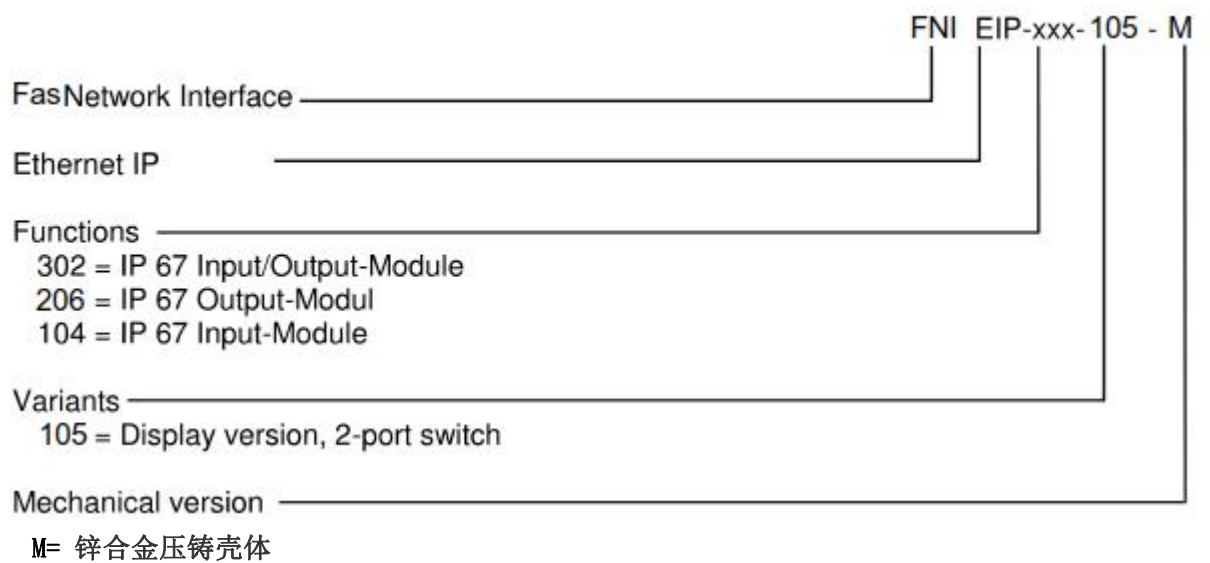 FNI EIP-xxx-105 - M
FasNetwork Interface
Ethernet IP
Functions
302 = IP 67 Input/Output-Module
206 = IP 67 Output-Modul
104 = IP 67 Input-Module
Variants
105 = Display version, 2-port switch
Mechanical version
M= 锌合金压铸壳体